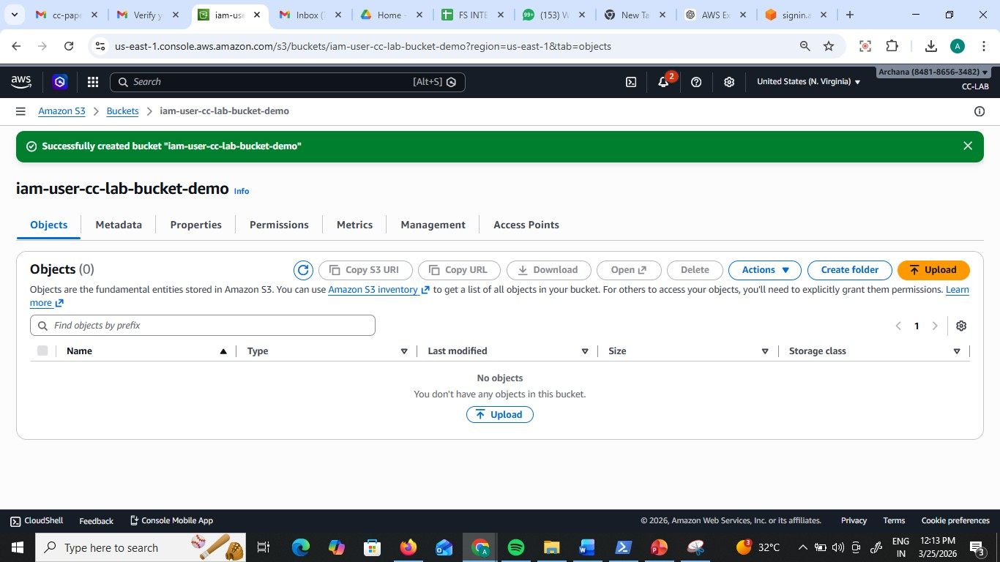 cc-pape
Verify y
iam-use
Inbox (
Home -
FS INTE
99+ (153) W
New Ta
AWS Ex
signin.a
us-east-1.console.aws.amazon.com/s3/buckets/iam-user-cc-lab-bucket-demo?region=us-east-1&tab=objects
A
aws
Search
[Alt+S]
2
United States (N. Virginia)
Archana (8481-8656-3482)
CC-LAB
Amazon S3 > Buckets > iam-user-cc-lab-bucket-demo
Successfully created bucket "iam-user-cc-lab-bucket-demo"
iam-user-cc-lab-bucket-demo Info
Objects Metadata Properties Permissions Metrics Management Access Points
Objects (0) Copy S3 URI Copy URL Download Open Delete Actions Create folder Upload
Objects are the fundamental entities stored in Amazon S3. You can use Amazon S3 inventory to get a list of all objects in your bucket. For others to access your objects, you'll need to explicitly grant them permissions. Learn
more
Find objects by prefix
1
Name Type Last modified Size Storage class
No objects
You don't have any objects in this bucket.
Upload
CloudShell Feedback Console Mobile App © 2026, Amazon Web Services, Inc. or its affiliates. Privacy Terms Cookie preferences
Type here to search
3
32°C
ENG
IN
12:13 PM
3/25/2026
3